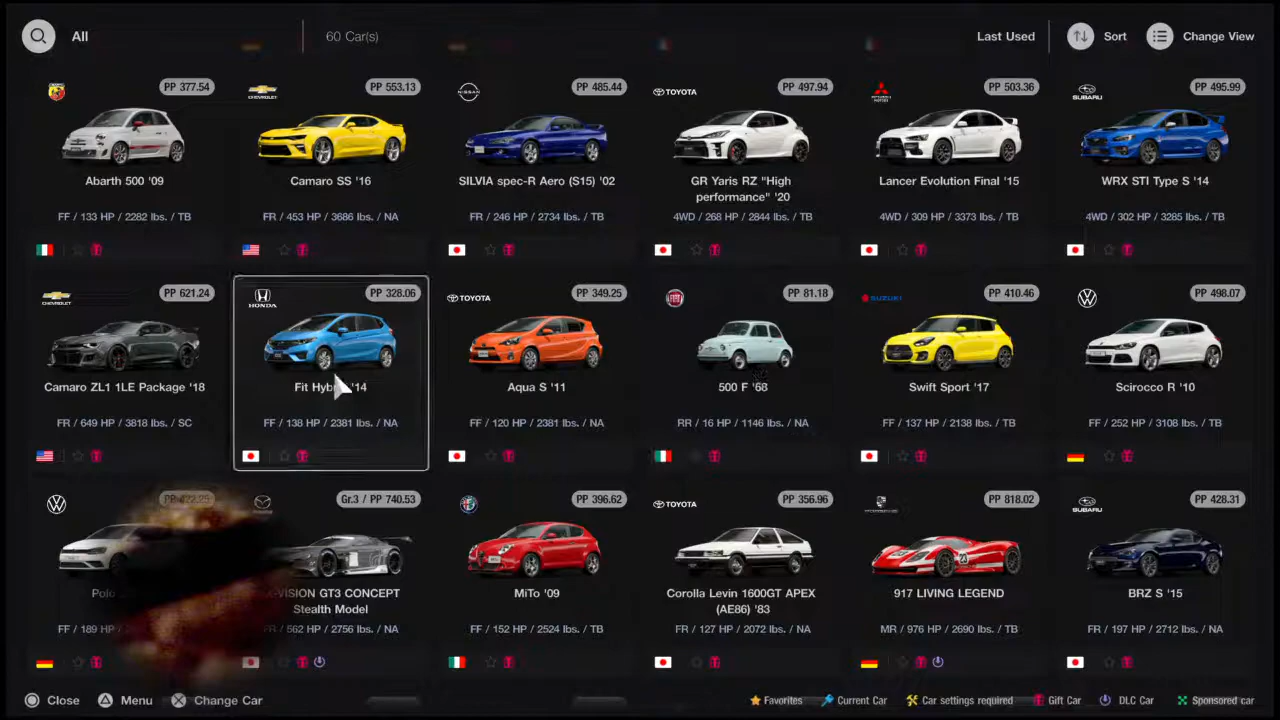 All
60 Car(s)
Last Used
Sort
Change View
PP 377.54
CHEVROLET
PP 553.13
NISSAN
PP 485.44
TOYOTA
PP 497.94
PP 503.36
SUBARU
PP 495.99
Abarth 500 '09
Camaro SS '16
SILVIA spec-R Aero (S15) '02
GR Yaris RZ "High
performance" '20
Lancer Evolution Final '15
WRX STI Type S '14
FF / 133 HP / 2282 lbs. / TB
FR / 453 HP / 3686 lbs. / NA
FR / 246 HP / 2734 lbs. / TB
4WD / 268 HP / 2844 lbs. / TB
4WD / 309 HP / 3373 lbs. / TB
4WD / 302 HP / 3285 lbs. / TB
CHEVROLET
PP 621.24
HONDA
PP 328.06
TOYOTA
PP 349.25
FIAT
PP 81.18
SUZUKI
PP 410.46
PP 498.07
Camaro ZL1 1LE Package '18
Fit '14
Aqua S '11
500 F '68
Swift Sport '17
Scirocco R '10
FR / 649 HP / 3818 lbs. / SC
FF / 138 HP / 2381 lbs. / NA
FF / 120 HP / 2381 lbs. / NA
RR / 16 HP / 1146 lbs. / NA
FF / 137 HP / 2138 lbs. / TB
FF / 252 HP / 3108 lbs. / TB
PP 422.25
Gr.3 / PP 740.53
PP 396.62
TOYOTA
PP 356.96
PP 818.02
SUBARU
PP 428.31
GT3 CONCEPT
Stealth Model
MiTo '09
Corolla Levin 1600GT APEX
(AE86) '83
917 LIVING LEGEND
BRZ S '15
FF / 189
FR / 562 HP / 2756 lbs. / NA
FF / 152 HP / 2524 lbs. / TB
FR / 127 HP / 2072 lbs. / NA
MR / 976 HP / 2690 lbs. / TB
FR / 197 HP / 2712 lbs. / NA
Close
Menu
Change Car
Favorites
Current Car
Car settings required
Gift Car
DLC Car
Sponsored car